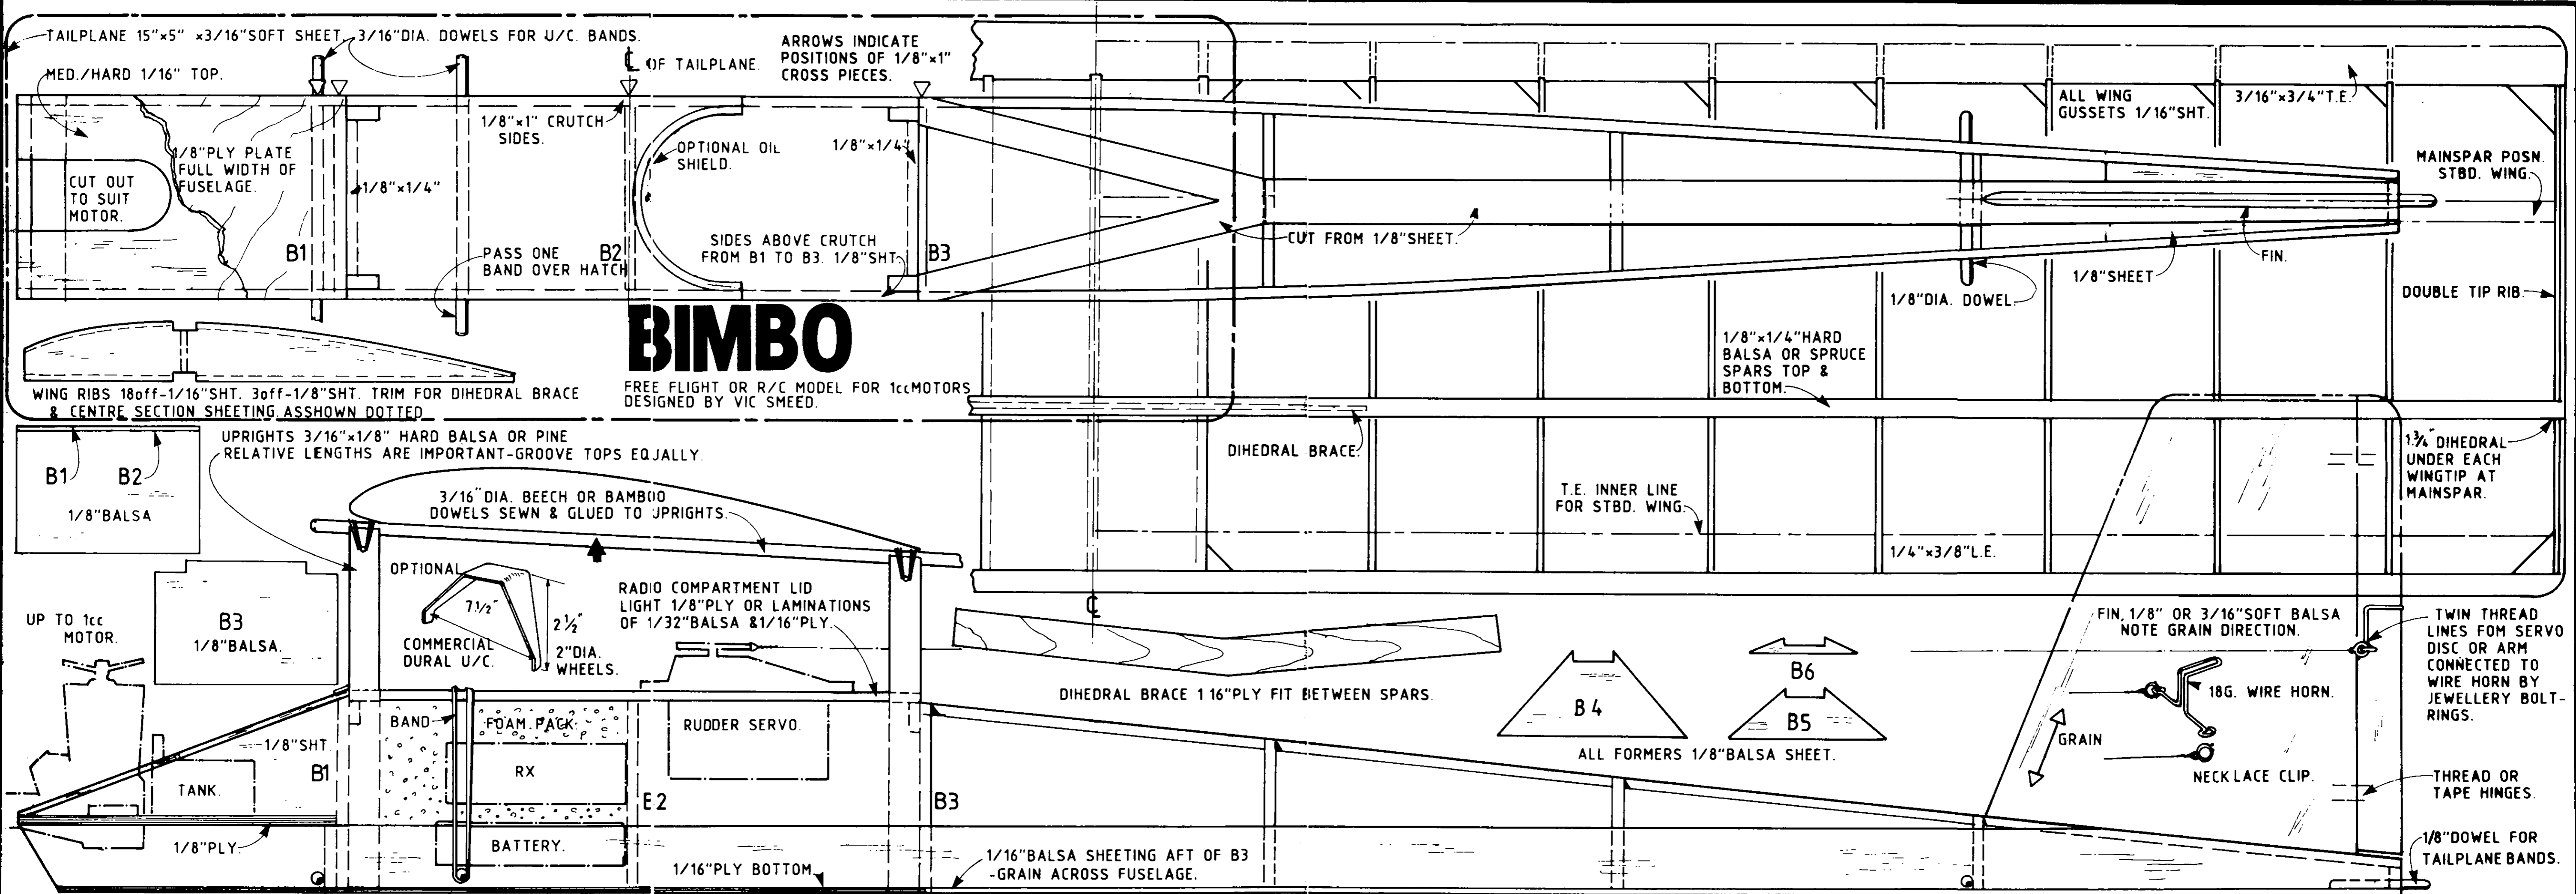 TAILPLANE 15"x5" x3/16"SOFT SHEET.
3/16"DIA. DOWELS FOR U/C. BANDS.
MED./HARD 1/16" TOP.
℄ OF TAILPLANE.
ARROWS INDICATE
POSITIONS OF 1/8"x1"
CROSS PIECES.
1/8"PLY PLATE
FULL WIDTH OF
FUSELAGE.
CUT OUT
TO SUIT
MOTOR.
1/8"x1/4"
B1
1/8"x1" CRUTCH
SIDES.
OPTIONAL OIL
SHIELD.
1/8"x1/4"
PASS ONE
BAND OVER HATCH
B2
SIDES ABOVE CRUTCH
FROM B1 TO B3. 1/8"SHT.
B3
CUT FROM 1/8"SHEET.
ALL WING
GUSSETS 1/16"SHT.
3/16"x3/4"T.E.
MAINSPAR POSN.
STBD. WING.
FIN.
1/8"SHEET
1/8"DIA. DOWEL.
DOUBLE TIP RIB.
WING RIBS 18off-1/16"SHT. 3off-1/8"SHT. TRIM FOR DIHEDRAL BRACE
& CENTRE SECTION SHEETING. ASSHOWN DOTTED
BIMBO
FREE FLIGHT OR R/C MODEL FOR 1ccMOTORS
DESIGNED BY VIC SMEED.
1/8"x1/4"HARD
BALSA OR SPRUCE
SPARS TOP &
BOTTOM.
DIHEDRAL BRACE.
1.3/4" DIHEDRAL
UNDER EACH
WINGTIP AT
MAINSPAR.
T.E. INNER LINE
FOR STBD. WING.
1/4"x3/8"L.E.
℄
B1
B2
1/8"BALSA
UPRIGHTS 3/16"x1/8" HARD BALSA OR PINE
RELATIVE LENGTHS ARE IMPORTANT-GROOVE TOPS EQUALLY.
3/16"DIA. BEECH OR BAMBOO
DOWELS SEWN & GLUED TO UPRIGHTS.
B3
1/8"BALSA.
UP TO 1cc
MOTOR.
OPTIONAL
7.1/2"
2 1/2"
COMMERCIAL
DURAL U/C.
2"DIA.
WHEELS.
RADIO COMPARTMENT LID
LIGHT 1/8"PLY OR LAMINATIONS
OF 1/32"BALSA &1/16"PLY.
DIHEDRAL BRACE 1 16"PLY FIT BETWEEN SPARS.
B4
B6
B5
ALL FORMERS 1/8"BALSA SHEET.
FIN, 1/8" OR 3/16"SOFT BALSA
NOTE GRAIN DIRECTION.
18G. WIRE HORN.
GRAIN
NECKLACE CLIP.
TWIN THREAD
LINES FOM SERVO
DISC OR ARM
CONNECTED TO
WIRE HORN BY
JEWELLERY BOLT-
RINGS.
THREAD OR
TAPE HINGES.
1/8"DOWEL FOR
TAILPLANE BANDS.
1/8"SHT
B1
TANK.
1/8"PLY.
BAND
FOAM PACK
RX
BATTERY.
RUDDER SERVO.
B3
1/16"PLY BOTTOM
1/16"BALSA SHEETING AFT OF B3
-GRAIN ACROSS FUSELAGE.